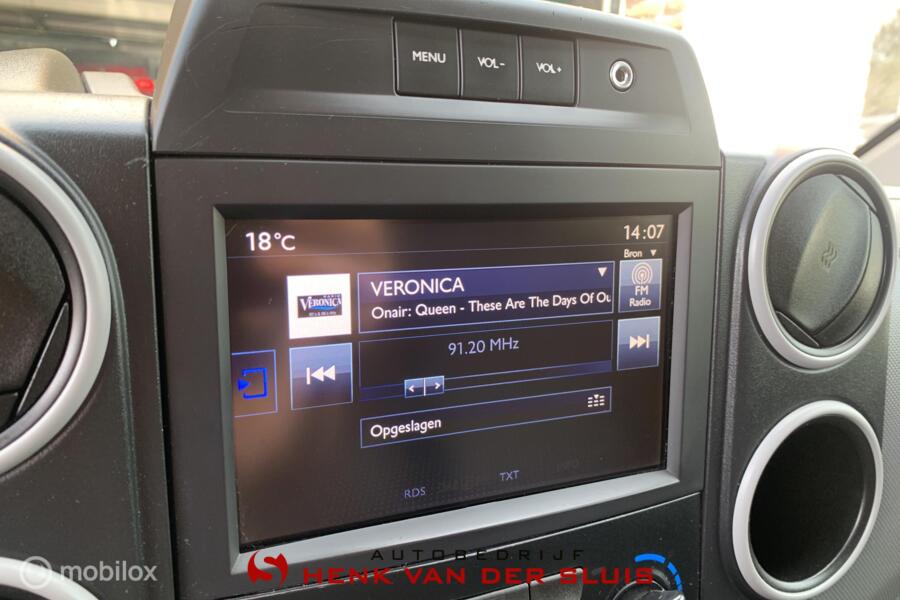 MENU VOL- VOL+
18°C 14:07
Bron
VERONICA
FM
Radio
VERONICA
Onair: Queen - These Are The Days Of Ou
91.20 MHz
Opgeslagen
RDS TXT INFO
AUTOBEDRIJF
HENK VAN DER SLUIS
mobilox